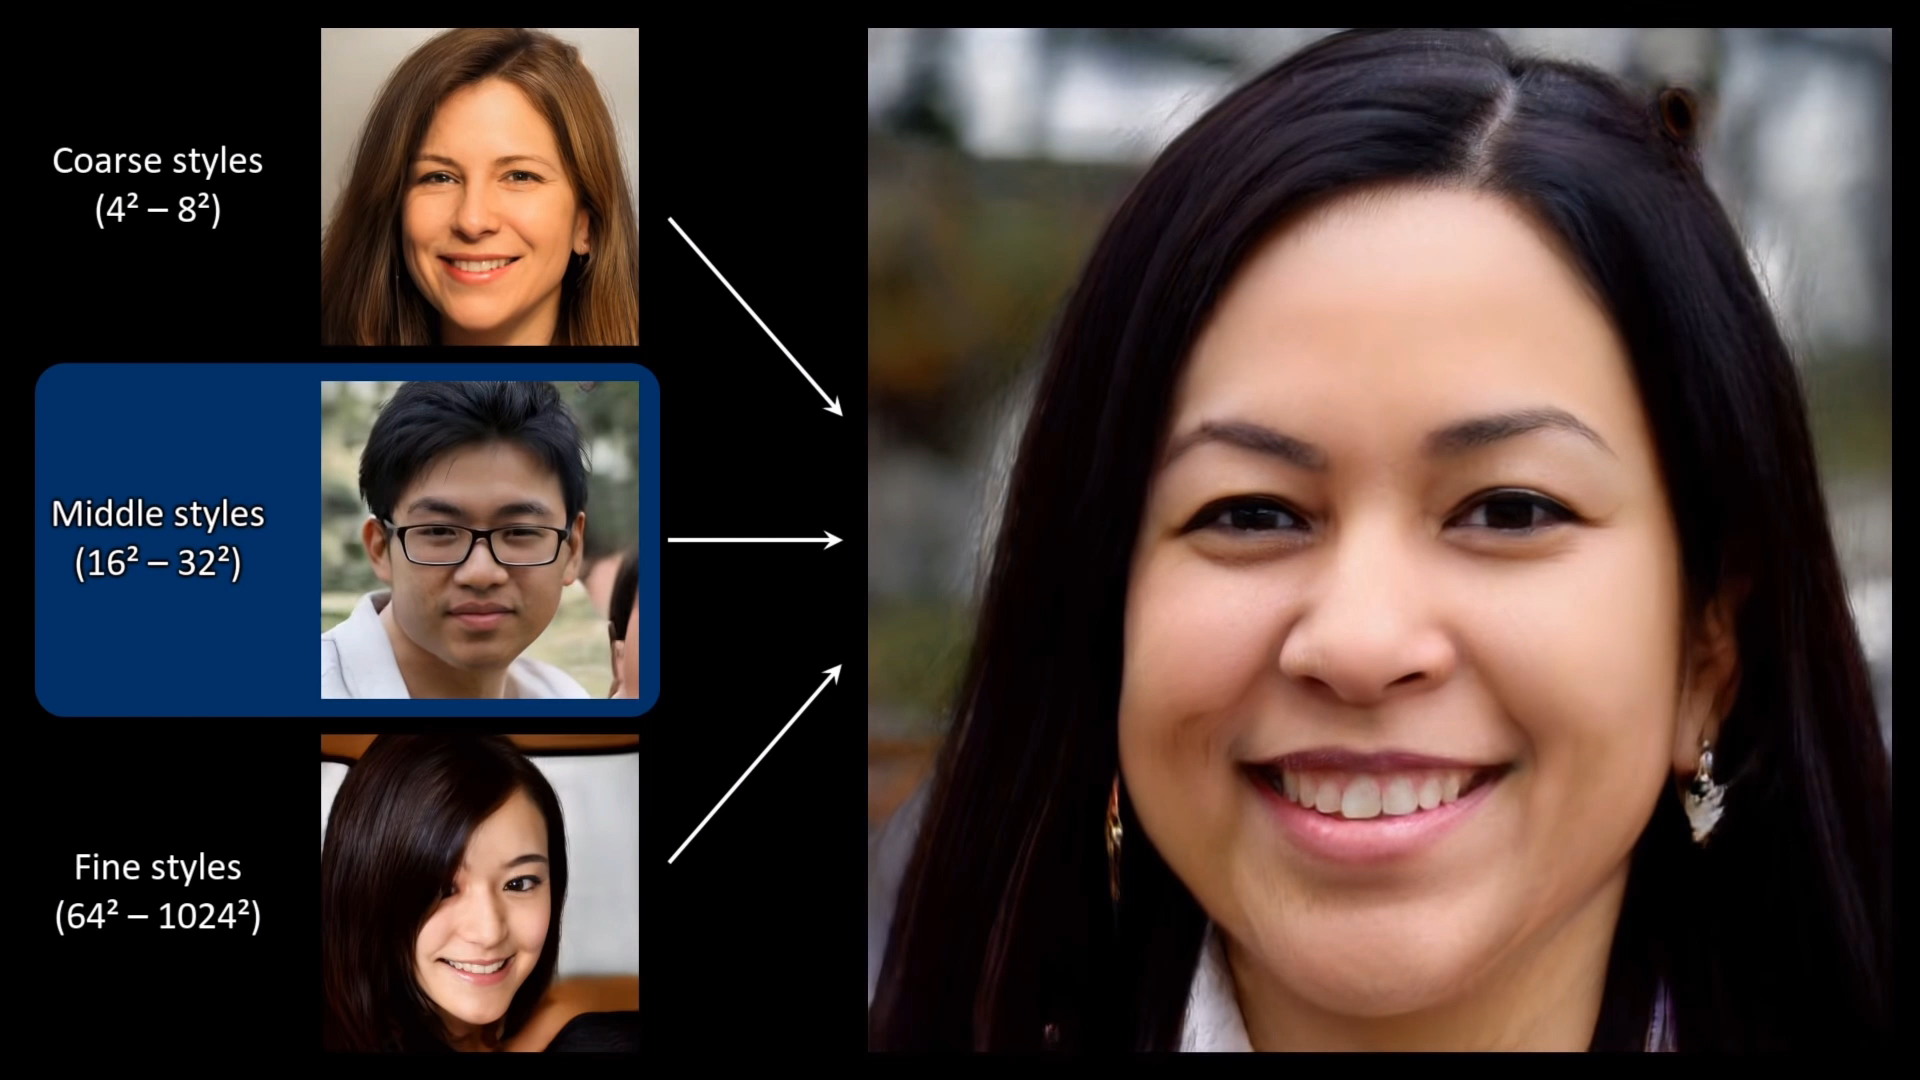 Coarse styles
(4² – 8²)
Middle styles
(16² – 32²)
Fine styles
(64² – 1024²)